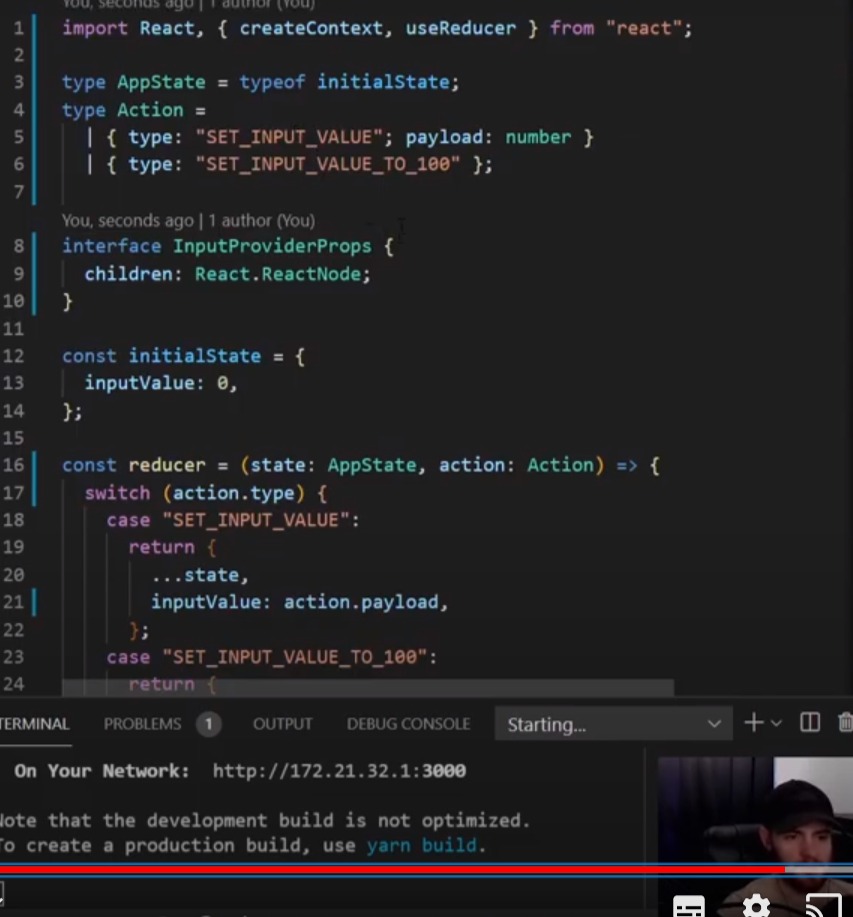 You, seconds ago | 1 author (You)
1 import React, { createContext, useReducer } from "react";
2
3 type AppState = typeof initialState;
4 type Action =
5 | { type: "SET_INPUT_VALUE"; payload: number }
6 | { type: "SET_INPUT_VALUE_TO_100" };
7
You, seconds ago | 1 author (You)
8 interface InputProviderProps {
9 children: React.ReactNode;
10 }
11
12 const initialState = {
13 inputValue: 0,
14 };
15
16 const reducer = (state: AppState, action: Action) => {
17 switch (action.type) {
18 case "SET_INPUT_VALUE":
19 return {
20 ...state,
21 inputValue: action.payload,
22 };
23 case "SET_INPUT_VALUE_TO_100":
24 return {
TERMINAL PROBLEMS 1 OUTPUT DEBUG CONSOLE Starting...
On Your Network: http://172.21.32.1:3000
Note that the development build is not optimized.
To create a production build, use yarn build.